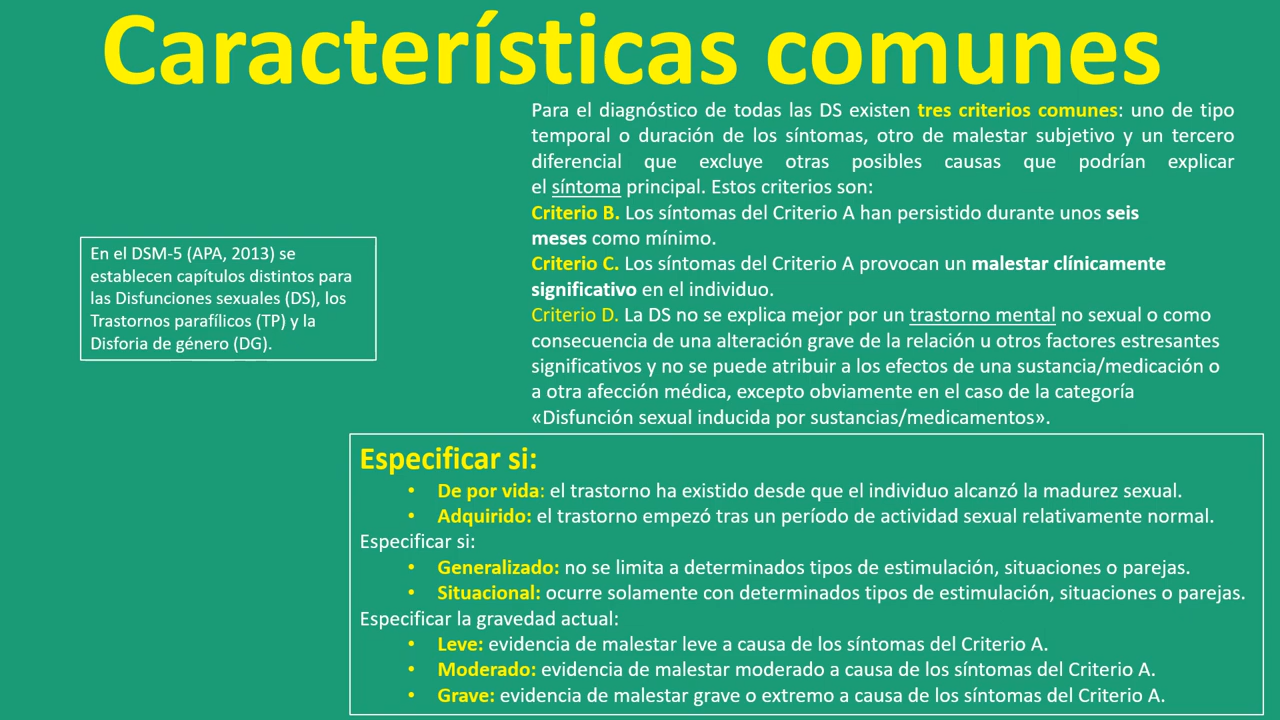 Características comunes
En el DSM-5 (APA, 2013) se
establecen capítulos distintos para
las Disfunciones sexuales (DS), los
Trastornos parafílicos (TP) y la
Disforia de género (DG).
Para el diagnóstico de todas las DS existen tres criterios comunes: uno de tipo
temporal o duración de los síntomas, otro de malestar subjetivo y un tercero
diferencial que excluye otras posibles causas que podrían explicar
el síntoma principal. Estos criterios son:
Criterio B. Los síntomas del Criterio A han persistido durante unos seis
meses como mínimo.
Criterio C. Los síntomas del Criterio A provocan un malestar clínicamente
significativo en el individuo.
Criterio D. La DS no se explica mejor por un trastorno mental no sexual o como
consecuencia de una alteración grave de la relación u otros factores estresantes
significativos y no se puede atribuir a los efectos de una sustancia/medicación o
a otra afección médica, excepto obviamente en el caso de la categoría
«Disfunción sexual inducida por sustancias/medicamentos».
Especificar si:
• De por vida: el trastorno ha existido desde que el individuo alcanzó la madurez sexual.
• Adquirido: el trastorno empezó tras un período de actividad sexual relativamente normal.
Especificar si:
• Generalizado: no se limita a determinados tipos de estimulación, situaciones o parejas.
• Situacional: ocurre solamente con determinados tipos de estimulación, situaciones o parejas.
Especificar la gravedad actual:
• Leve: evidencia de malestar leve a causa de los síntomas del Criterio A.
• Moderado: evidencia de malestar moderado a causa de los síntomas del Criterio A.
• Grave: evidencia de malestar grave o extremo a causa de los síntomas del Criterio A.